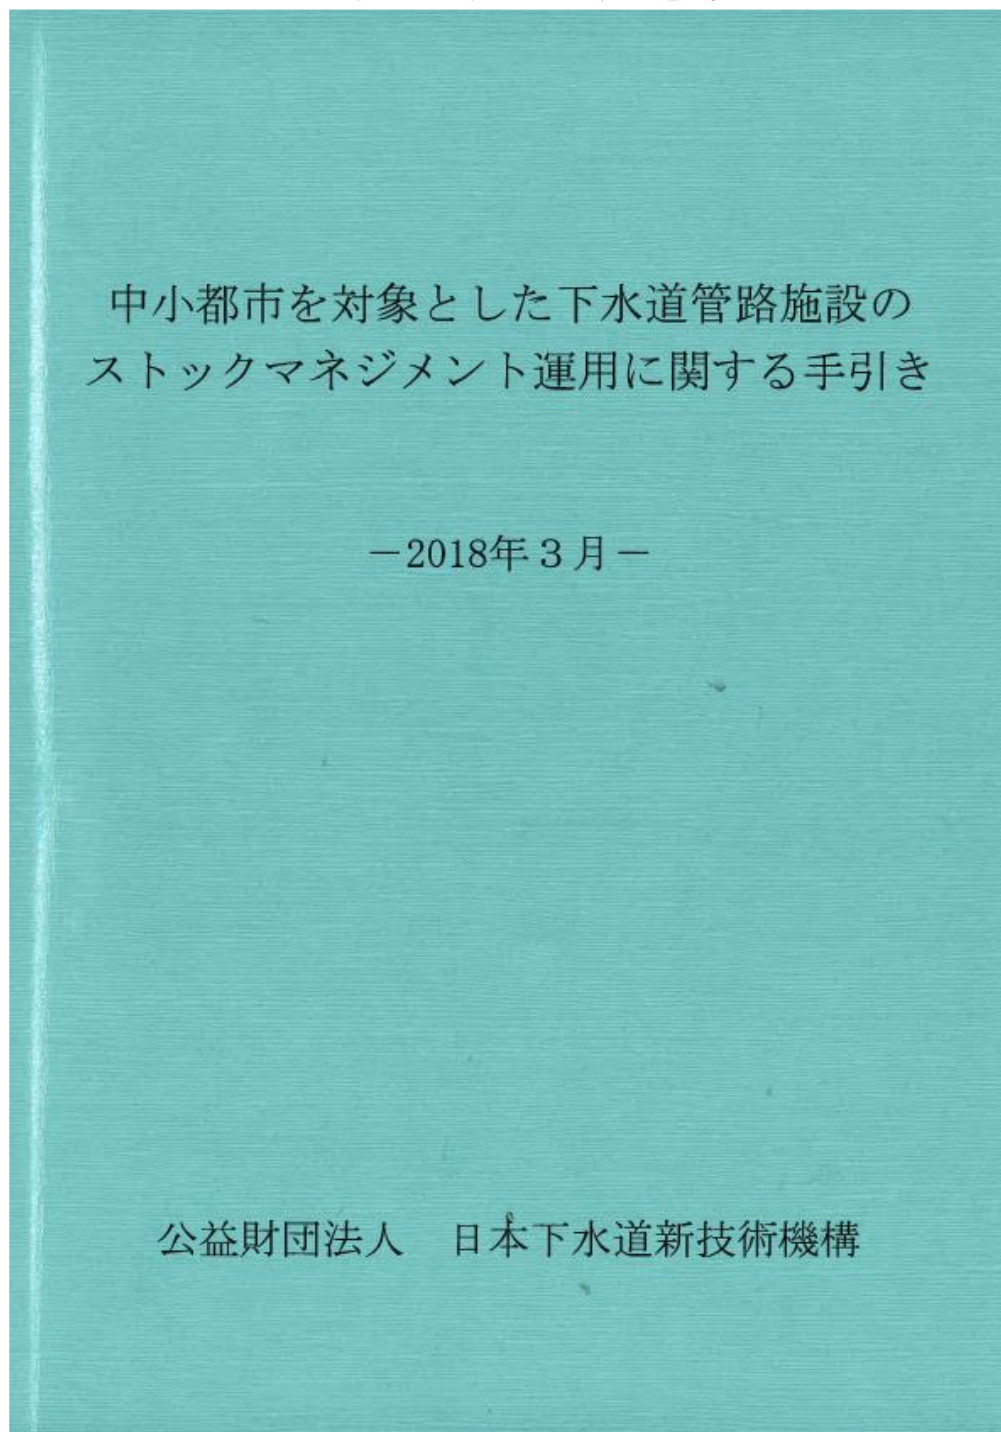 中小都市を対象とした下水道管路施設の
ストックマネジメント運用に関する手引き
－2018年３月－
公益財団法人　日本下水道新技術機構